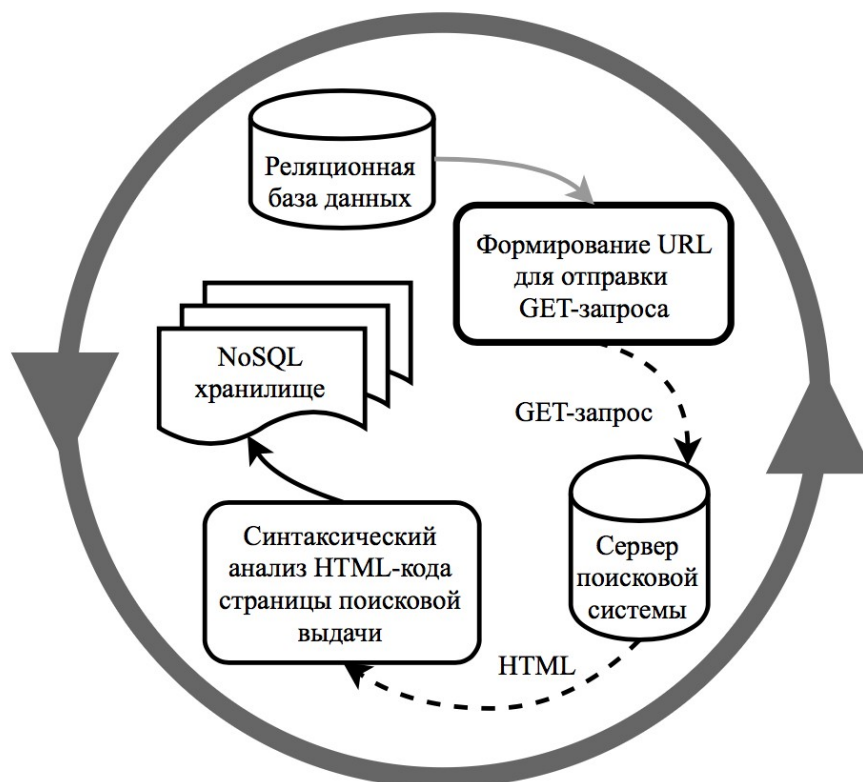 Реляционная
база данных
Формирование URL
для отправки
GET-запроса
GET-запрос
Сервер
поисковой
системы
HTML
Синтаксический
анализ HTML-кода
страницы поисковой
выдачи
NoSQL
хранилище